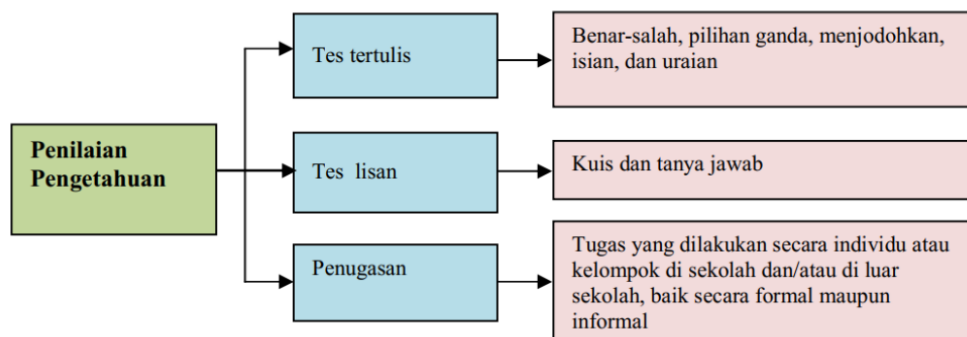 Penilaian
Pengetahuan
Tes tertulis
Benar-salah, pilihan ganda, menjodohkan,
isian, dan uraian
Tes lisan
Kuis dan tanya jawab
Penugasan
Tugas yang dilakukan secara individu atau
kelompok di sekolah dan/atau di luar
sekolah, baik secara formal maupun
informal